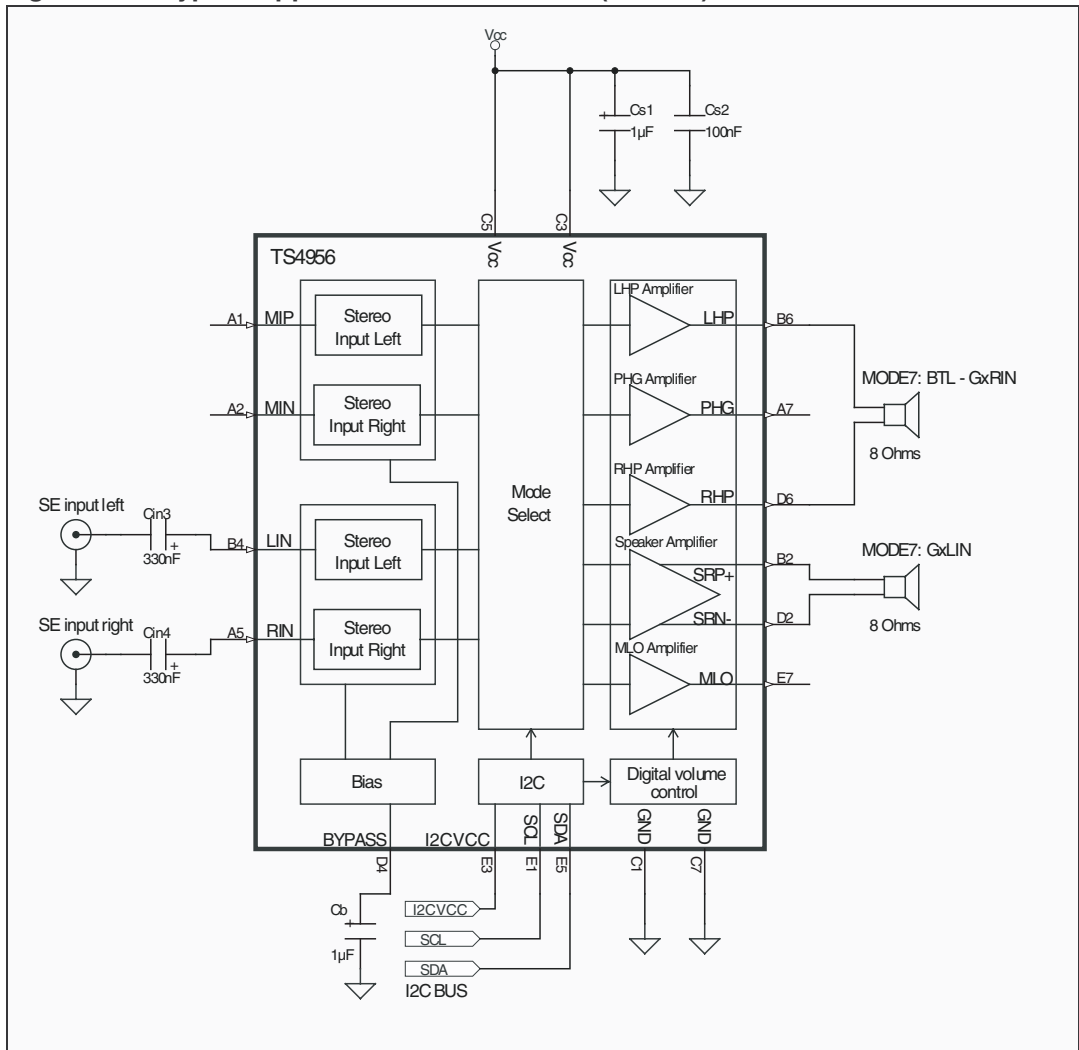 Vcc
Cs1
1µF
Cs2
100nF
C5
C3
Vcc
Vcc
TS4956
A1
MIP
Stereo
Input Left
A2
MIN
Stereo
Input Right
SE input left
Cin3
+
330nF
B4
LIN
Stereo
Input Left
SE input right
Cin4
+
330nF
A5
RIN
Stereo
Input Right
Mode
Select
LHP Amplifier
LHP
B6
PHG Amplifier
PHG
A7
RHP Amplifier
RHP
D6
Speaker Amplifier
SRP+
B2
SRN-
D2
MLO Amplifier
MLO
E7
MODE7: BTL - GxRIN
8 Ohms
MODE7: GxLIN
8 Ohms
Bias
I2C
Digital volume
control
BYPASS
I2CVCC
SCL
SDA
GND
GND
D4
E3
E1
E5
C1
C7
Cb
+
1µF
I2CVCC
SCL
SDA
I2C BUS